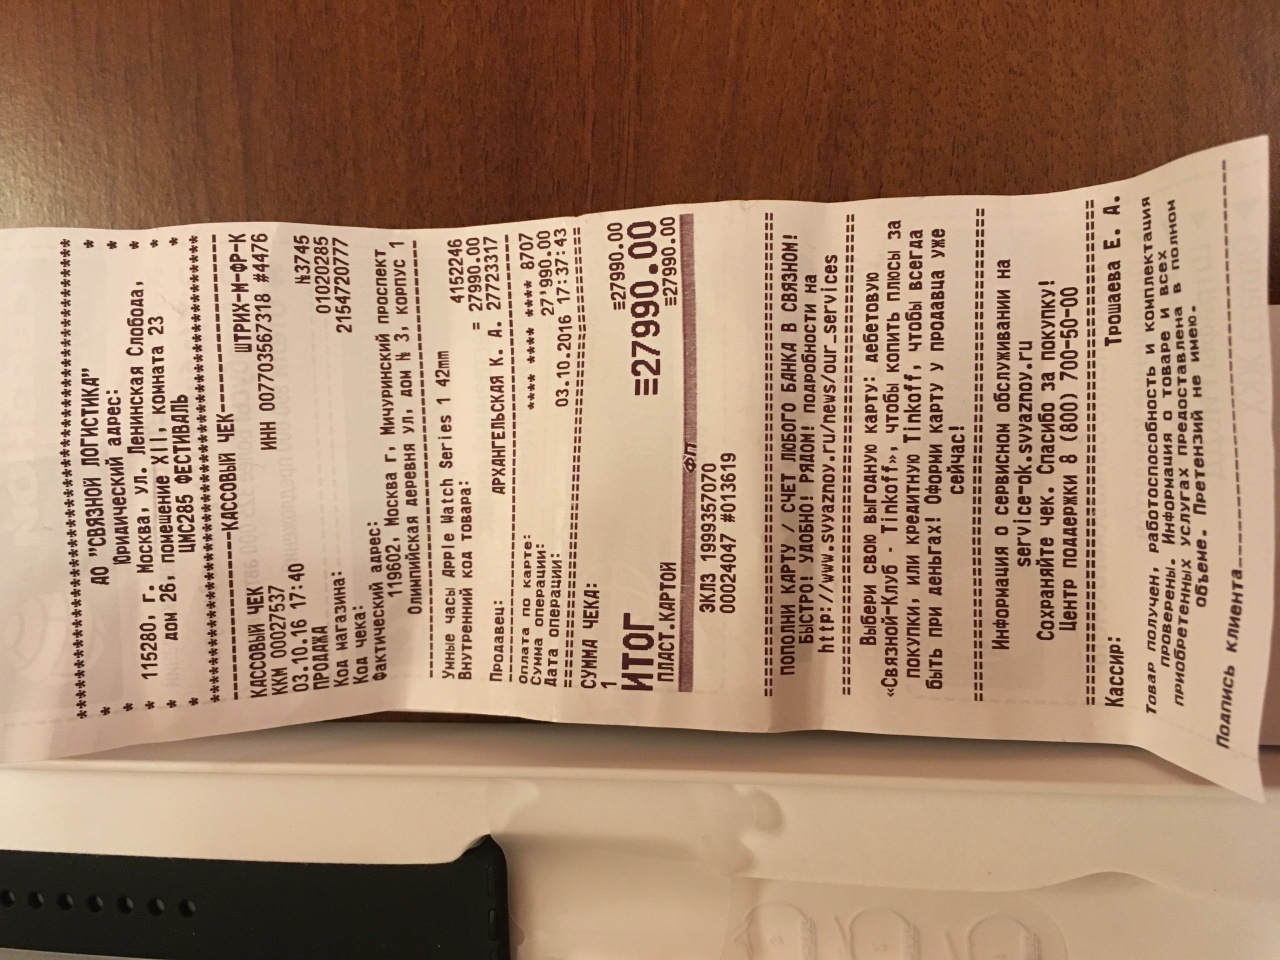 ************************************************
* АО "СВЯЗНОЙ ЛОГИСТИКА" *
* Юридический адрес: *
* 115280, г. Москва, ул. Ленинская Слобода, *
* дом 26, помещение XII, комната 23 *
* ЦМС285 ФЕСТИВАЛЬ *
************************************************
--------------КАССОВЫЙ ЧЕК--------------
КАССОВЫЙ ЧЕК ШТРИХ-М-ФР-К
ККМ 00027537 ИНН 007703567318 #4476
03.10.16 17:40
ПРОДАЖА №3745
Код магазина: 01020285
Код чека: 2154720777
Фактический адрес:
119602, Москва г, Мичуринский проспект
Олимпийская деревня ул, дом № 3, корпус 1
----------------------------------------
Умные часы Apple Watch Series 1 42mm
Внутренний код товара: 4152246
= 27990.00
Продавец: АРХАНГЕЛЬСКАЯ К. А. 27723317
----------------------------------------
Оплата по карте: **** **** **** 8707
Сумма операции: 27'990.00
Дата операции: 03.10.2016 17:37:43
========================================
СУММА ЧЕКА:
1 ≡27990.00
ИТОГ ≡27990.00
ПЛАСТ.КАРТОЙ ≡27990.00
ФП
ЭКЛЗ 1999357070
00024047 #013619
========================================
ПОПОЛНИ КАРТУ / СЧЕТ ЛЮБОГО БАНКА В СВЯЗНОМ!
БЫСТРО! УДОБНО! РЯДОМ! подробности на
http://www.svyaznoy.ru/news/our_services
========================================
Выбери свою выгодную карту: дебетовую
«Связной-Клуб - Tinkoff», чтобы копить плюсы за
покупки, или кредитную Tinkoff, чтобы всегда
быть при деньгах! Оформи карту у продавца уже
сейчас!
========================================
Информация о сервисном обслуживании на
service-ok.svyaznoy.ru
Сохраняйте чек. Спасибо за покупку!
Центр поддержки 8 (800) 700-50-00
========================================
Кассир: Трошаева Е. А.
Товар получен, работоспособность и комплектация
проверены. Информация о товаре и всех
приобретенных услугах предоставлена в полном
объеме. Претензий не имею.
Подпись клиента______________________________